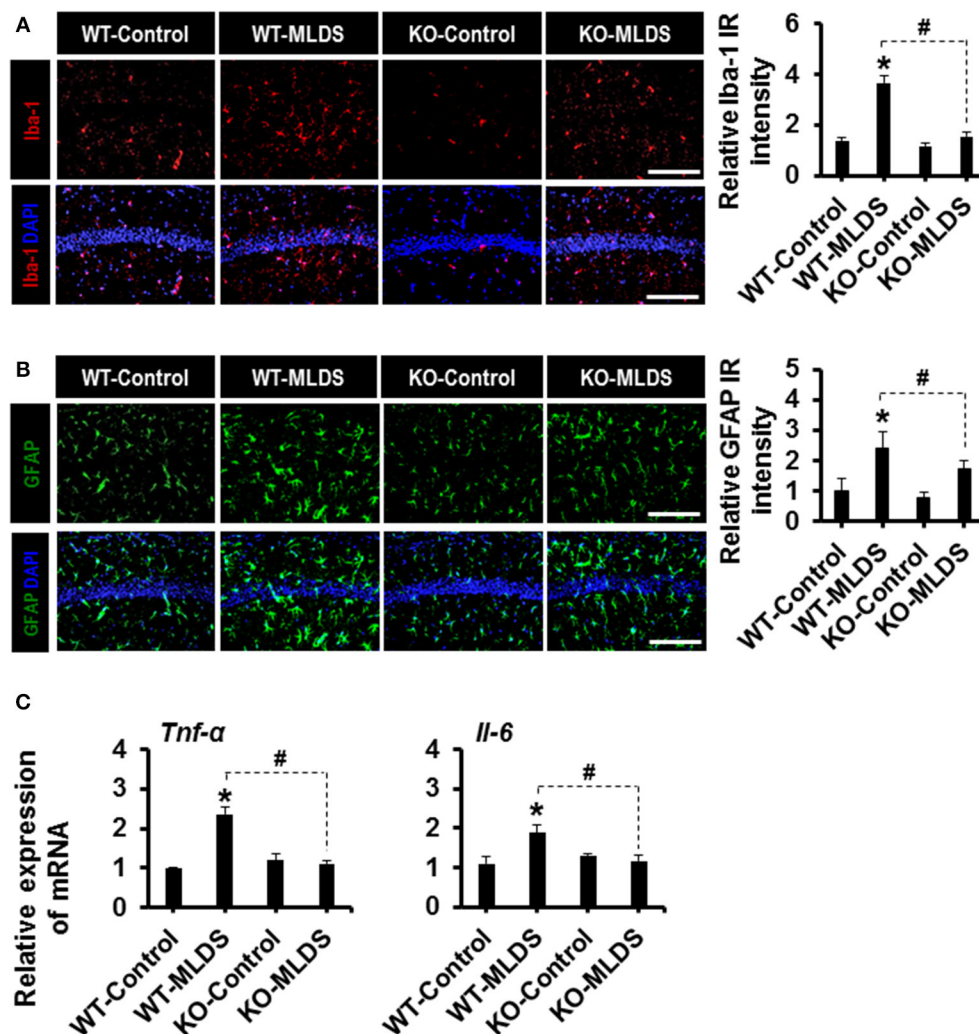 A
WT-Control
WT-MLDS
KO-Control
KO-MLDS
Iba-1
Iba-1 DAPI
Relative Iba-1 IR
intensity
6
4
2
0
*
#
WT-Control
WT-MLDS
KO-Control
KO-MLDS
B
WT-Control
WT-MLDS
KO-Control
KO-MLDS
GFAP
GFAP DAPI
Relative GFAP IR
intensity
5
4
3
2
1
0
*
#
WT-Control
WT-MLDS
KO-Control
KO-MLDS
C
Relative expression
of mRNA
Tnf-α
4
3
2
1
0
*
#
WT-Control
WT-MLDS
KO-Control
KO-MLDS
Il-6
4
3
2
1
0
*
#
WT-Control
WT-MLDS
KO-Control
KO-MLDS